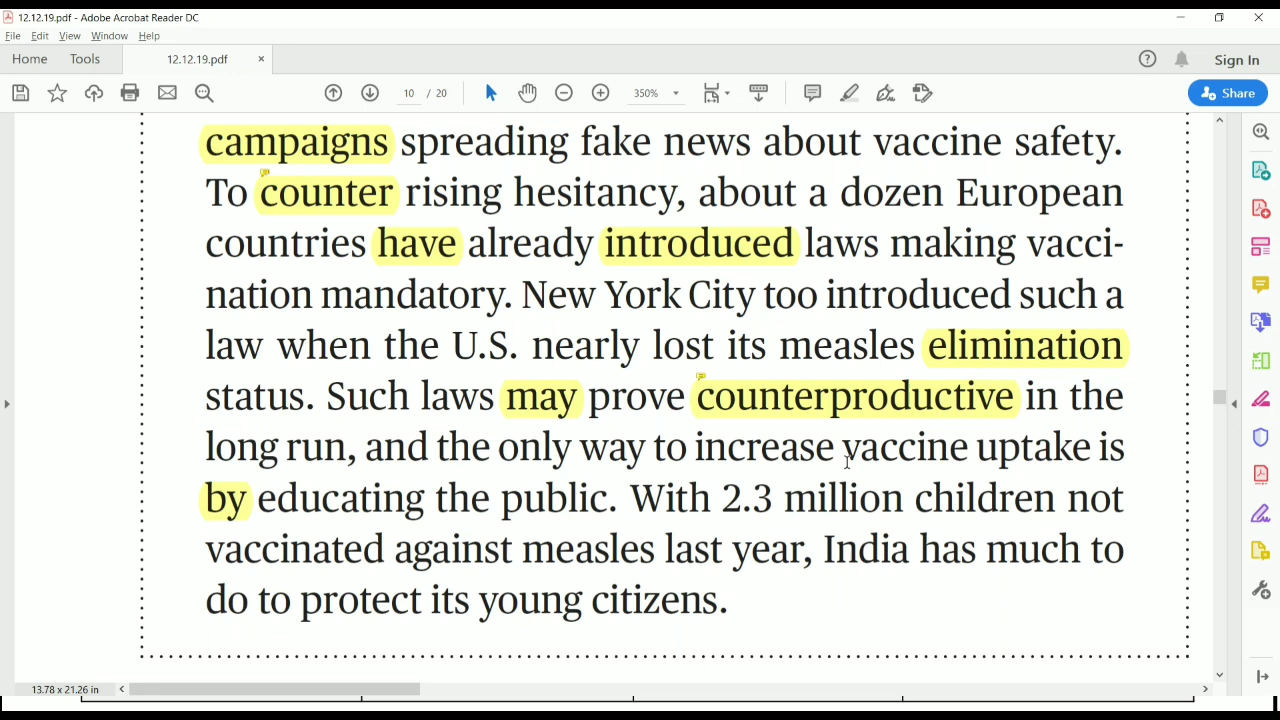 12.12.19.pdf - Adobe Acrobat Reader DC
File Edit View Window Help
Home Tools 12.12.19.pdf × Sign In
10 / 20 350% Share
campaigns spreading fake news about vaccine safety.
To counter rising hesitancy, about a dozen European
countries have already introduced laws making vacci-
nation mandatory. New York City too introduced such a
law when the U.S. nearly lost its measles elimination
status. Such laws may prove counterproductive in the
long run, and the only way to increase vaccine uptake is
by educating the public. With 2.3 million children not
vaccinated against measles last year, India has much to
do to protect its young citizens.
13.78 x 21.26 in